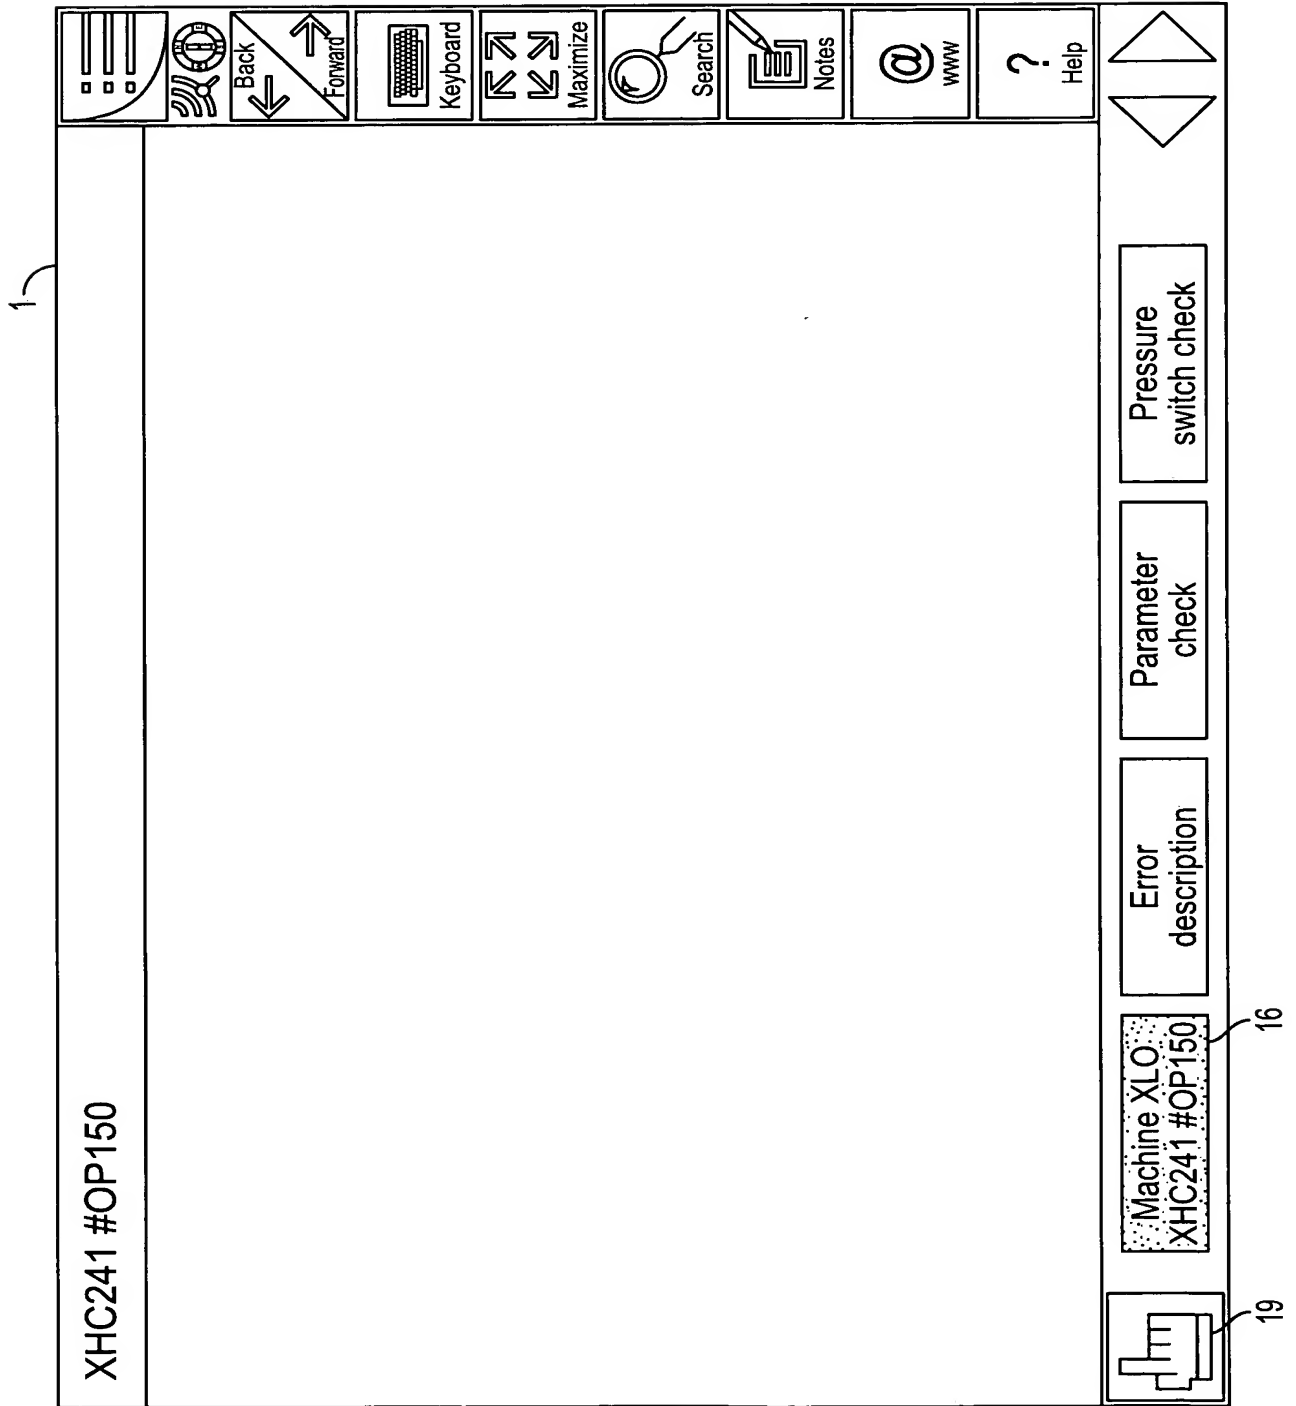 1
XHC241 #OP150
Back
Forward
Keyboard
Maximize
Search
Notes
@
www
?
Help
Machine XLO
XHC241 #OP150
Error
description
Parameter
check
Pressure
switch check
19
16